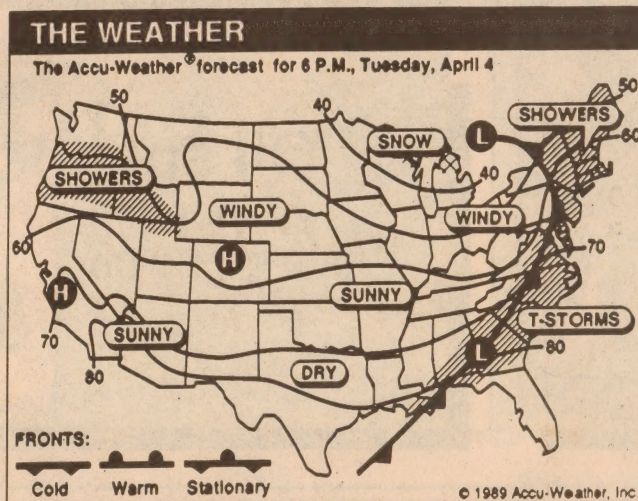 THE WEATHER
The Accu-Weather® forecast for 6 P.M., Tuesday, April 4
50
40
50
SHOWERS
60
SNOW
L
SHOWERS
40
WINDY
WINDY
60
70
H
H
SUNNY
70
SUNNY
T-STORMS
L
80
80
DRY
FRONTS:
Cold Warm Stationary
© 1989 Accu-Weather, Inc.